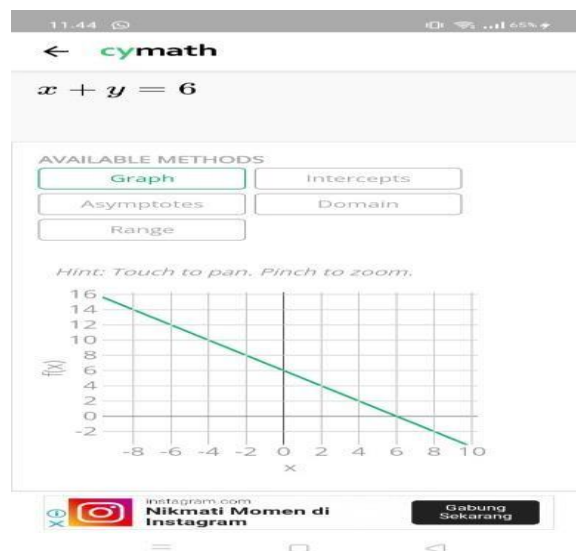 11.44 65%
← cymath
x + y = 6
AVAILABLE METHODS
Graph Intercepts
Asymptotes Domain
Range
Hint: Touch to pan. Pinch to zoom.
16
14
12
10
8
6
4
2
0
-2
f(x)
-8 -6 -4 -2 0 2 4 6 8 10
x
instagram.com
Nikmati Momen di
Instagram
Gabung
Sekarang